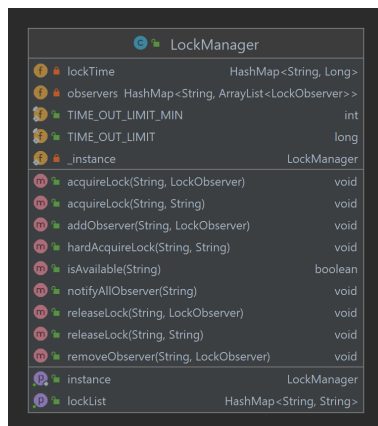 LockManager
lockTime HashMap<String, Long>
observers HashMap<String, ArrayList<LockObserver>>
TIME_OUT_LIMIT_MIN int
TIME_OUT_LIMIT long
_instance LockManager
acquireLock(String, LockObserver) void
acquireLock(String, String) void
addObserver(String, LockObserver) void
hardAcquireLock(String, String) void
isAvailable(String) boolean
notifyAllObserver(String) void
releaseLock(String, LockObserver) void
releaseLock(String, String) void
removeObserver(String, LockObserver) void
instance LockManager
lockList HashMap<String, String>